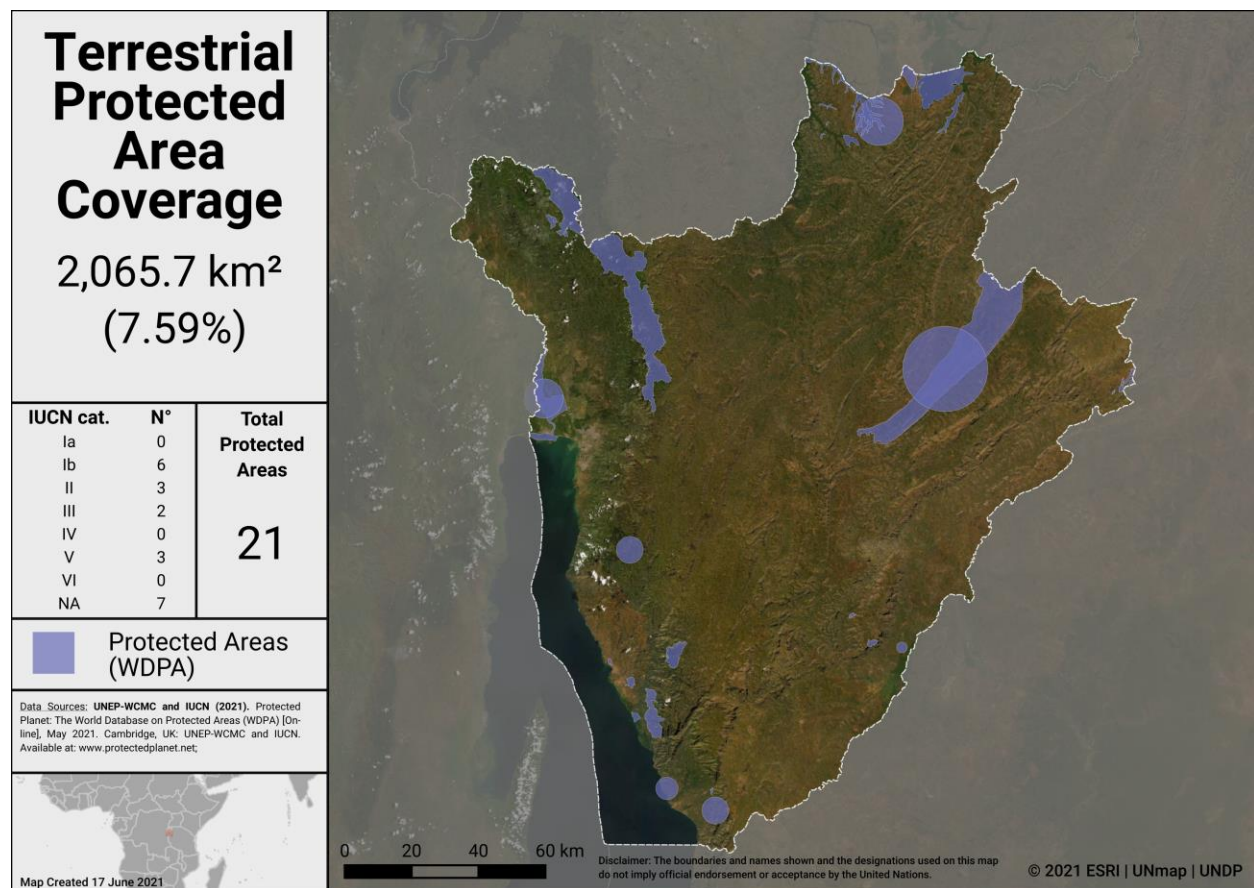 Terrestrial
Protected
Area
Coverage
2,065.7 km²
(7.59%)
IUCN cat. N°
Ia 0
Ib 6
II 3
III 2
IV 0
V 3
VI 0
NA 7
Total
Protected
Areas
21
Protected Areas
(WDPA)
Data Sources: UNEP-WCMC and IUCN (2021). Protected
Planet: The World Database on Protected Areas (WDPA) [On-
line], May 2021. Cambridge, UK: UNEP-WCMC and IUCN.
Available at: www.protectedplanet.net;
Map Created 17 June 2021
0 20 40 60 km
Disclaimer: The boundaries and names shown and the designations used on this map
do not imply official endorsement or acceptance by the United Nations.
© 2021 ESRI | UNmap | UNDP